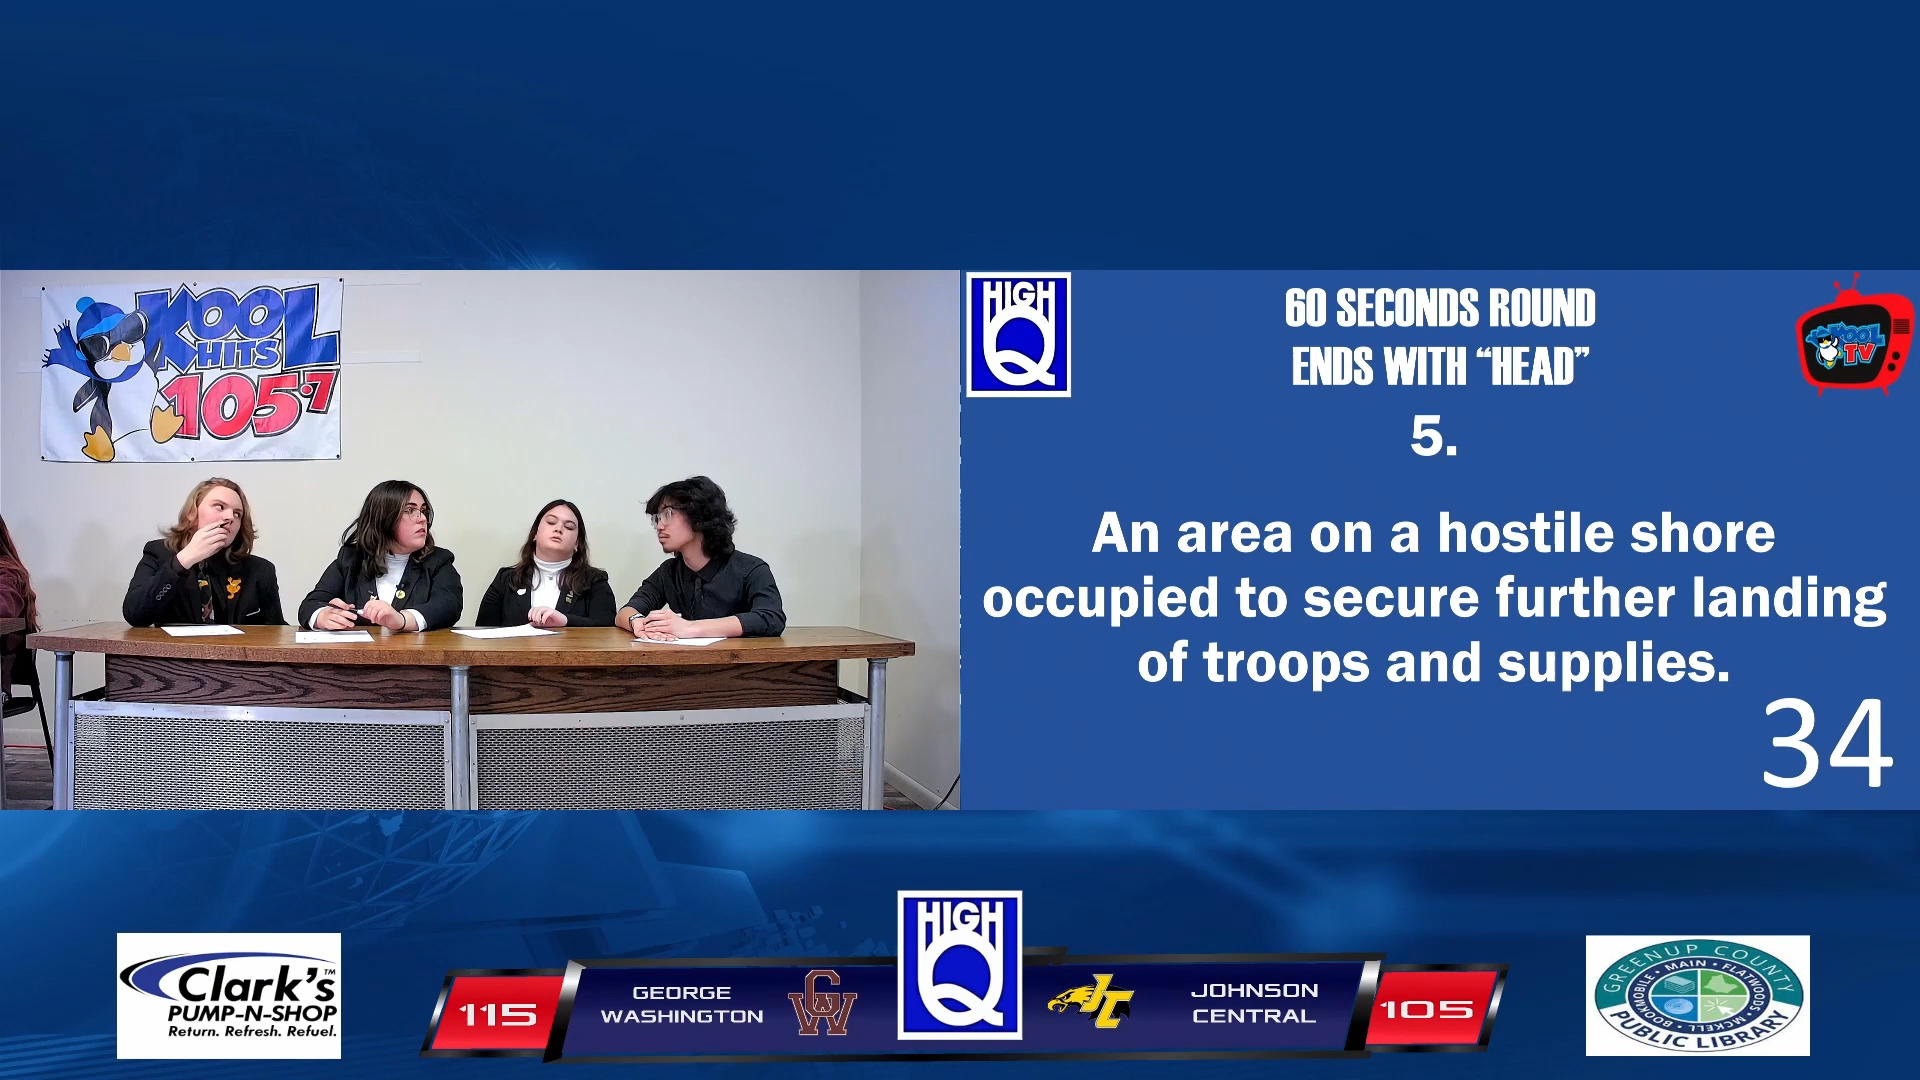 KOOL
HITS
105.7
HIGH
Q
60 SECONDS ROUND
ENDS WITH “HEAD”
KOOL
TV
5.
An area on a hostile shore
occupied to secure further landing
of troops and supplies.
34
Clark's™
PUMP-N-SHOP
Return. Refresh. Refuel.
115
GEORGE
WASHINGTON
GW
HIGH
Q
JC
JOHNSON
CENTRAL
105
GREENUP COUNTY
BOOKMOBILE • MAIN • FLATWOODS • MCKELL •
PUBLIC LIBRARY